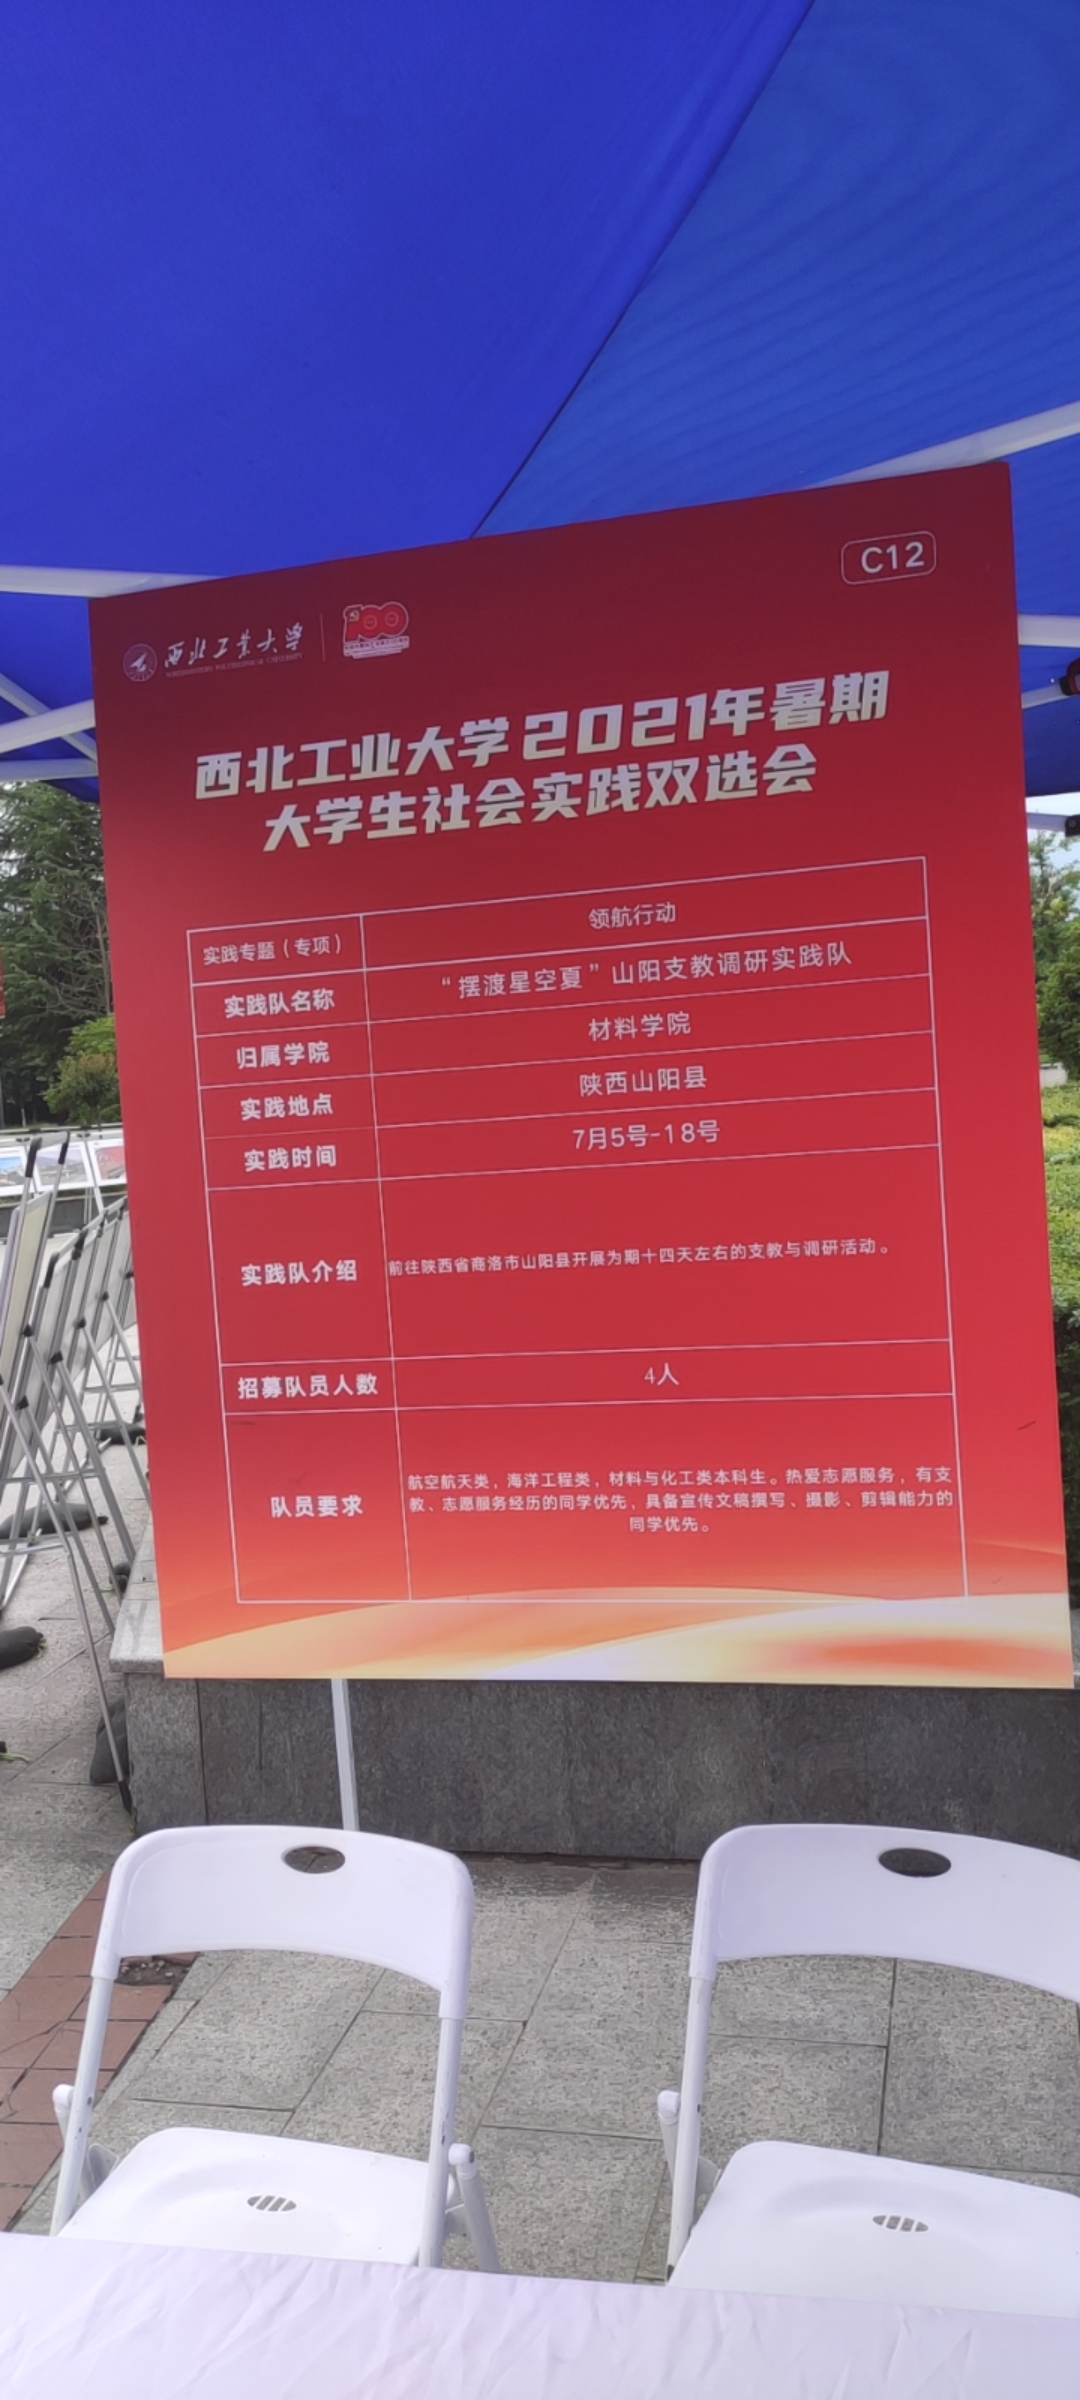 C12
西北工业大学
NORTHWESTERN POLYTECHNICAL UNIVERSITY
100
西北工业大学2021年暑期
大学生社会实践双选会
实践专题（专项） 领航行动
实践队名称 “摆渡星空夏”山阳支教调研实践队
归属学院 材料学院
实践地点 陕西山阳县
实践时间 7月5号-18号
实践队介绍 前往陕西省商洛市山阳县开展为期十四天左右的支教与调研活动。
招募队员人数 4人
队员要求 航空航天类，海洋工程类，材料与化工类本科生。热爱志愿服务，有支
教、志愿服务经历的同学优先，具备宣传文稿撰写、摄影、剪辑能力的
同学优先。